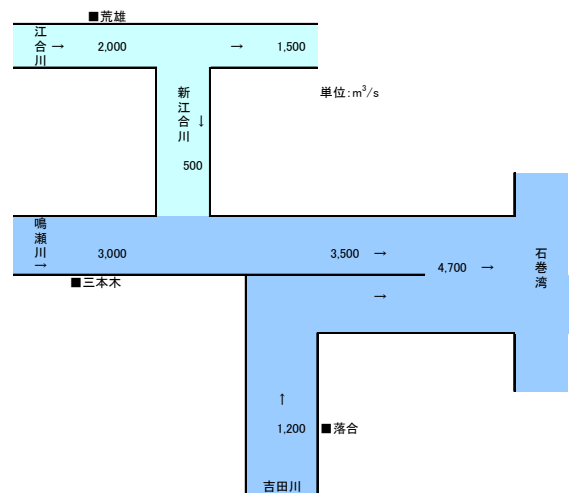 ■荒雄
江合川
→ 2,000 → 1,500
新江合川
↓
500
単位:m³/s
鳴瀬川
→
3,000 3,500 →
■三本木
4,700 →
→
石巻湾
↑
1,200 ■落合
吉田川